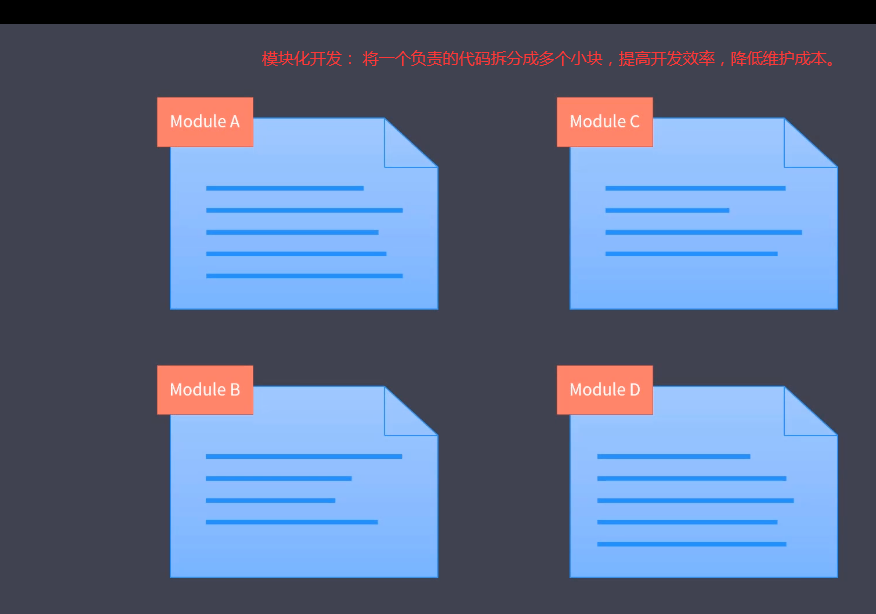 模块化开发： 将一个负责的代码拆分成多个小块，提高开发效率，降低维护成本。
Module A
Module C
Module B
Module D